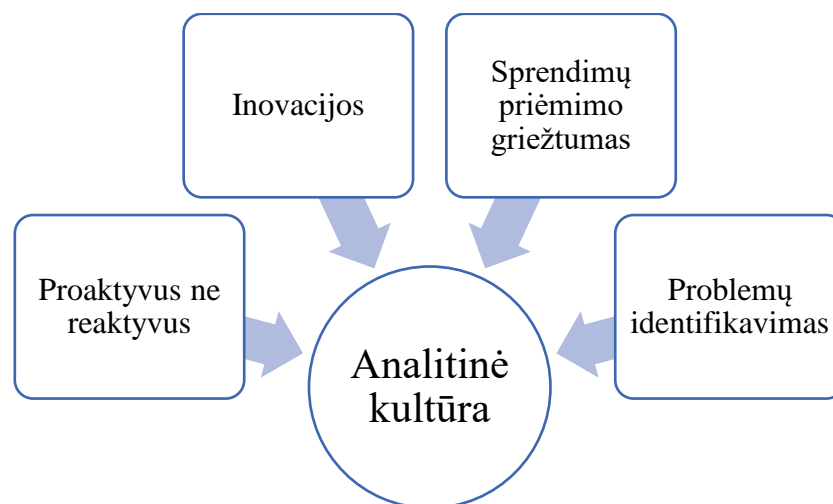 Inovacijos
Sprendimų
priėmimo
griežtumas
Proaktyvus ne
reaktyvus
Problemų
identifikavimas
Analitinė
kultūra